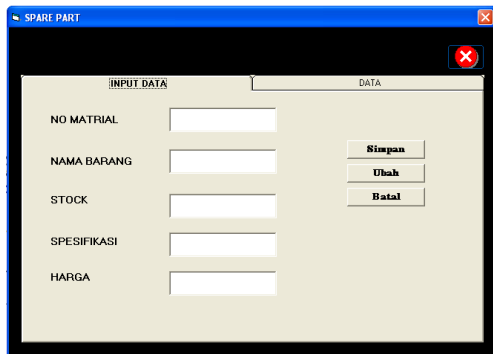 SPARE PART
INPUT DATA
DATA
NO MATRIAL
NAMA BARANG
STOCK
SPESIFIKASI
HARGA
Simpan
Ubah
Batal